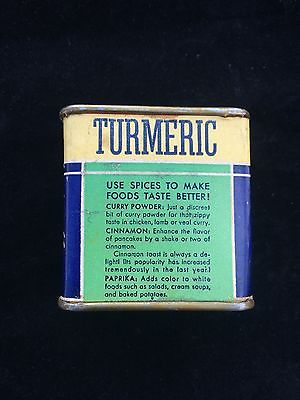 TURMERIC
USE SPICES TO MAKE
FOODS TASTE BETTER!
CURRY POWDER: Just a discreet
bit of curry powder for that zippy
taste in chicken, lamb or veal curry.
CINNAMON: Enhance the flavor
of pancakes by a shake or two of
cinnamon.
Cinnamon toast is always a de-
light! (Its popularity has increased
tremendously in the last year.)
PAPRIKA: Adds color to white
foods such as salads, cream soups,
and baked potatoes.